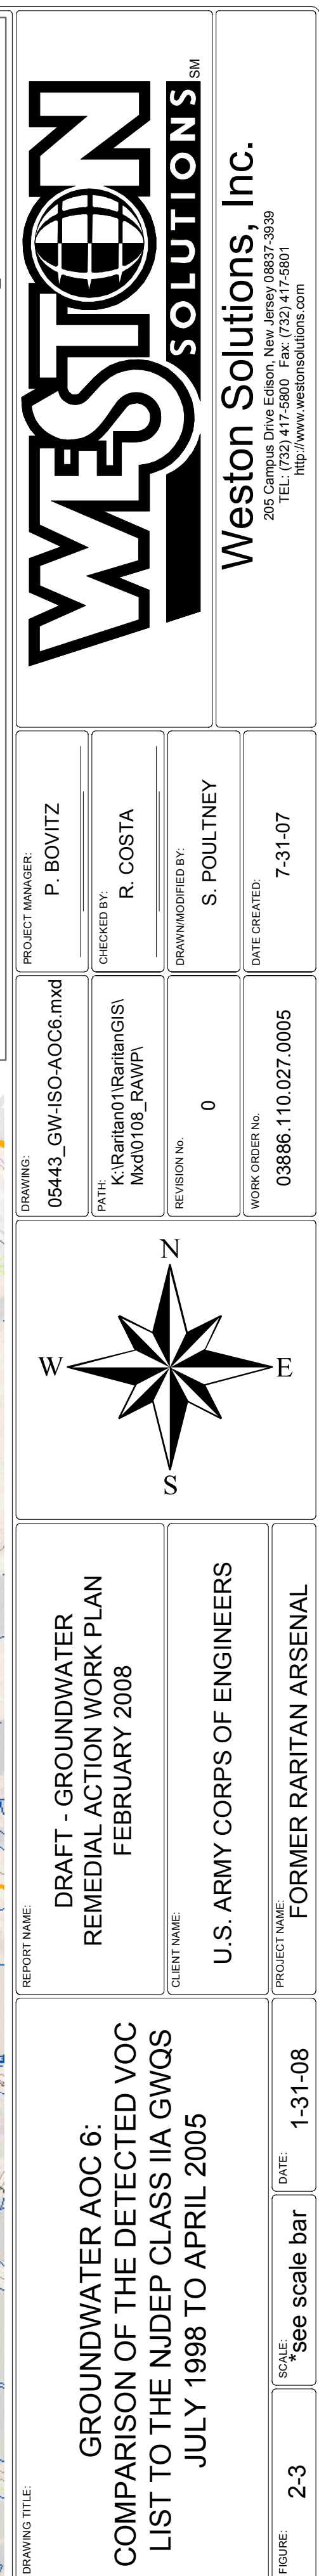 DRAWING TITLE:
GROUNDWATER AOC 6:
COMPARISON OF THE DETECTED VOC
LIST TO THE NJDEP CLASS IIA GWQS
JULY 1998 TO APRIL 2005
FIGURE:
2-3
SCALE:
*see scale bar
DATE:
1-31-08
REPORT NAME:
DRAFT - GROUNDWATER
REMEDIAL ACTION WORK PLAN
FEBRUARY 2008
CLIENT NAME:
U.S. ARMY CORPS OF ENGINEERS
PROJECT NAME:
FORMER RARITAN ARSENAL
N
W
E
S
DRAWING:
05443_GW-ISO-AOC6.mxd
PATH:
K:\Raritan01\RaritanGIS\
Mxd\0108_RAWP\
REVISION No.
0
WORK ORDER No.
03886.110.027.0005
PROJECT MANAGER:
P. BOVITZ
CHECKED BY:
R. COSTA
DRAWN/MODIFIED BY:
S. POULTNEY
DATE CREATED:
7-31-07
WESTON
SOLUTIONS
SM
Weston Solutions, Inc.
205 Campus Drive Edison, New Jersey 08837-3939
TEL: (732) 417-5800 Fax: (732) 417-5801
http://www.westonsolutions.com